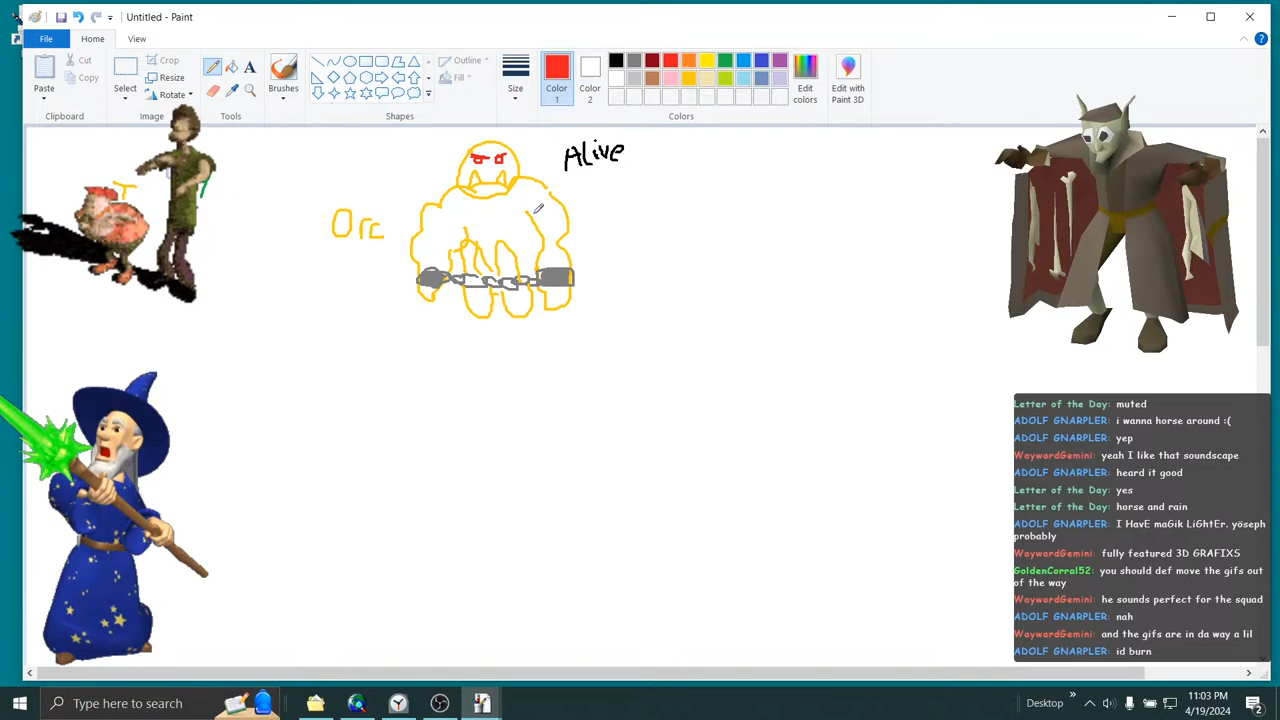 Untitled - Paint
File
Home
View
Paste
Cut
Copy
Clipboard
Select
Crop
Resize
Rotate
Image
A
Tools
Brushes
Outline
Fill
Shapes
Size
Color 1
Color 2
Edit colors
Colors
Edit with Paint 3D
Alive
Orc
T
Letter of the Day: muted
ADOLF GNARPLER: i wanna horse around :(
ADOLF GNARPLER: yep
WaywardGemini: yeah I like that soundscape
ADOLF GNARPLER: heard it good
Letter of the Day: yes
Letter of the Day: horse and rain
ADOLF GNARPLER: I HavE maGik LiGhtEr. yöseph
probably
WaywardGemini: fully featured 3D GRAFIXS
GoldenCorral52: you should def move the gifs out
of the way
WaywardGemini: he sounds perfect for the squad
ADOLF GNARPLER: nah
WaywardGemini: and the gifs are in da way a lil
ADOLF GNARPLER: id burn
Type here to search
Desktop
11:03 PM
4/19/2024
2